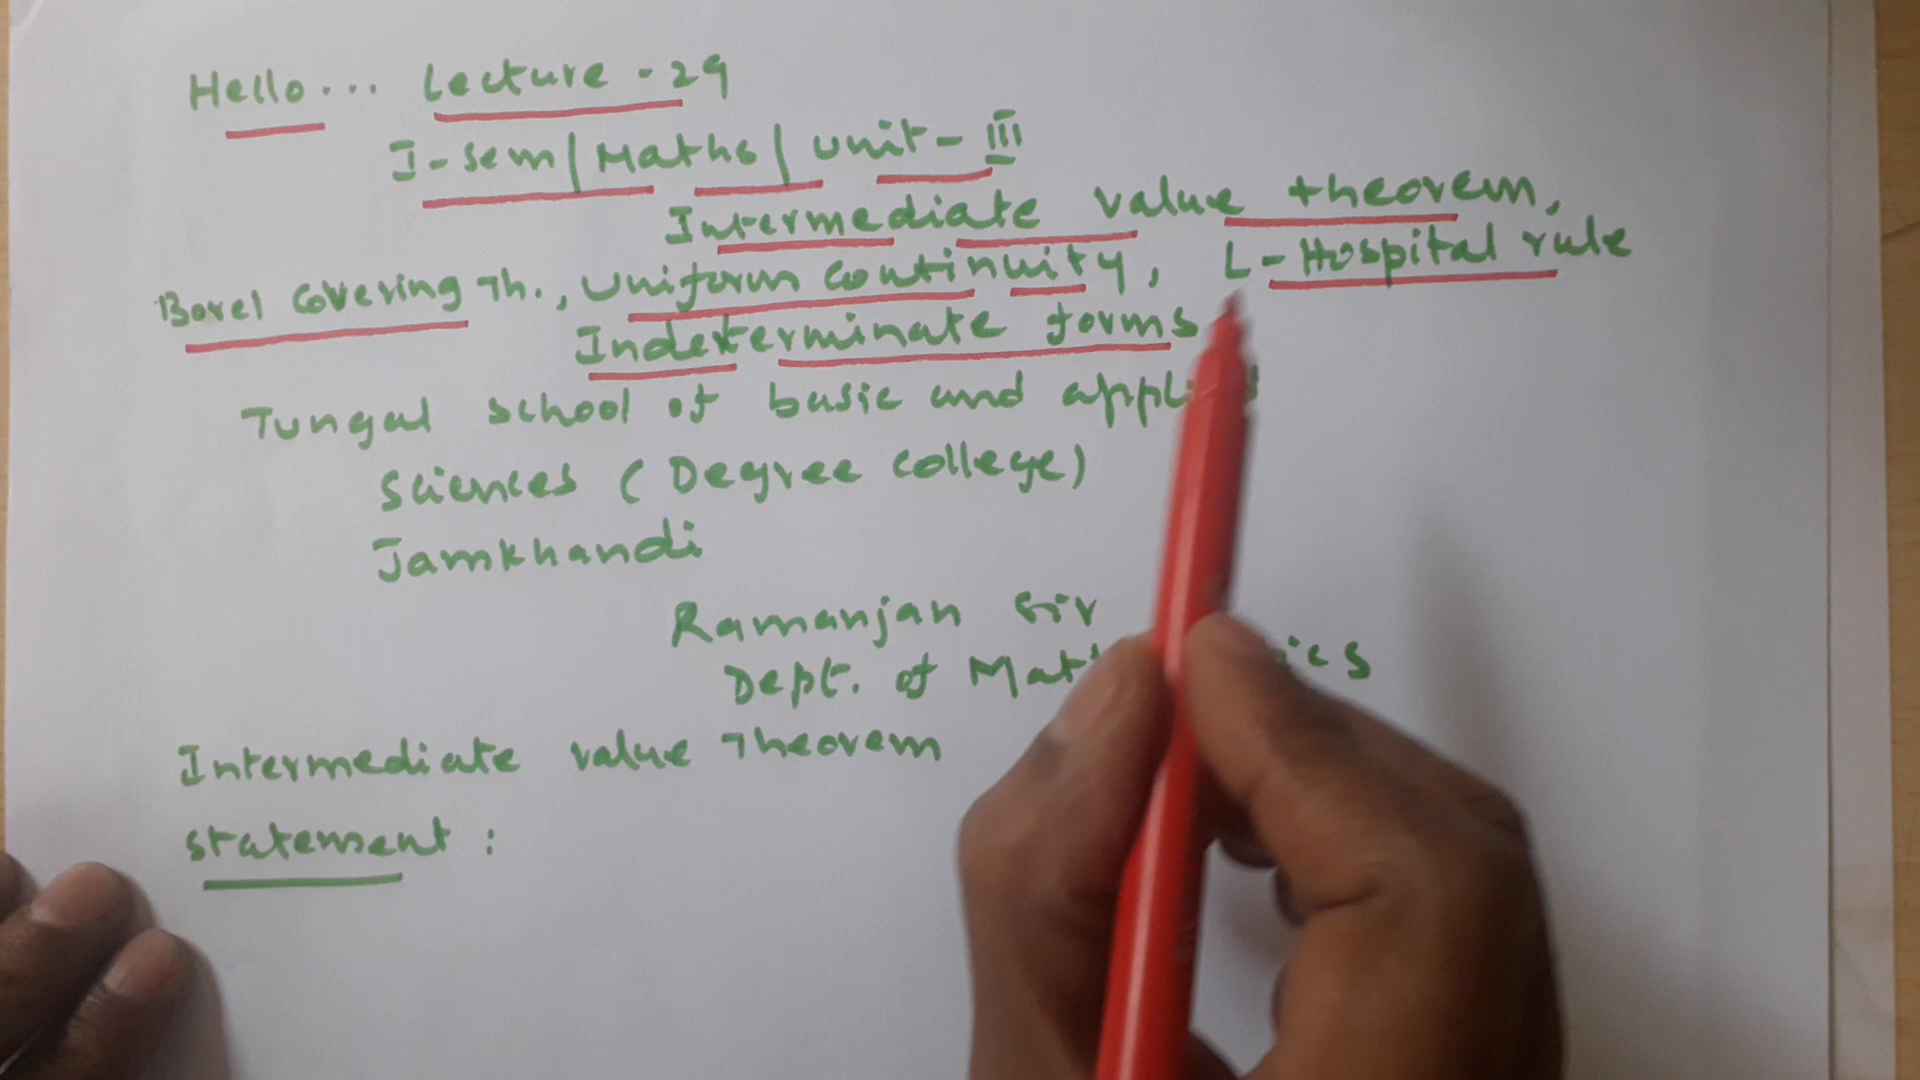 Hello... Lecture-29
I-Sem/Maths/Unit-III
Intermediate value theorem,
Borel Covering Th., Uniform continuity, L-Hospital rule
Indeterminate forms
Tungal school of basic and
Sciences (Degree college)
Jamkhandi
Ramanjan Sir
Dept. of
Intermediate value Theorem
Statement: